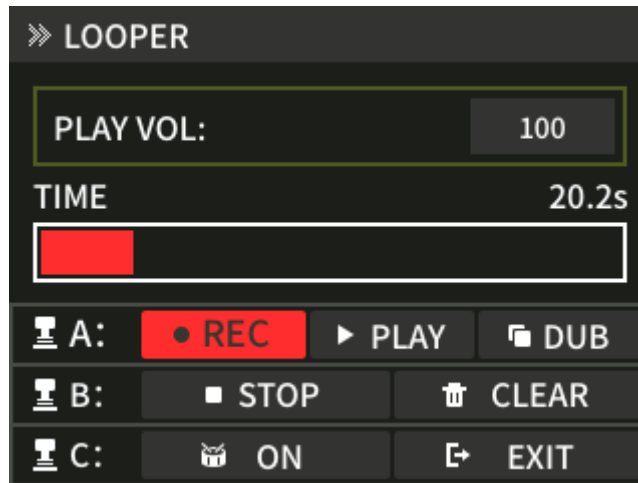 LOOPER
PLAY VOL: 100
TIME 20.2s
A: REC PLAY DUB
B: STOP CLEAR
C: ON EXIT